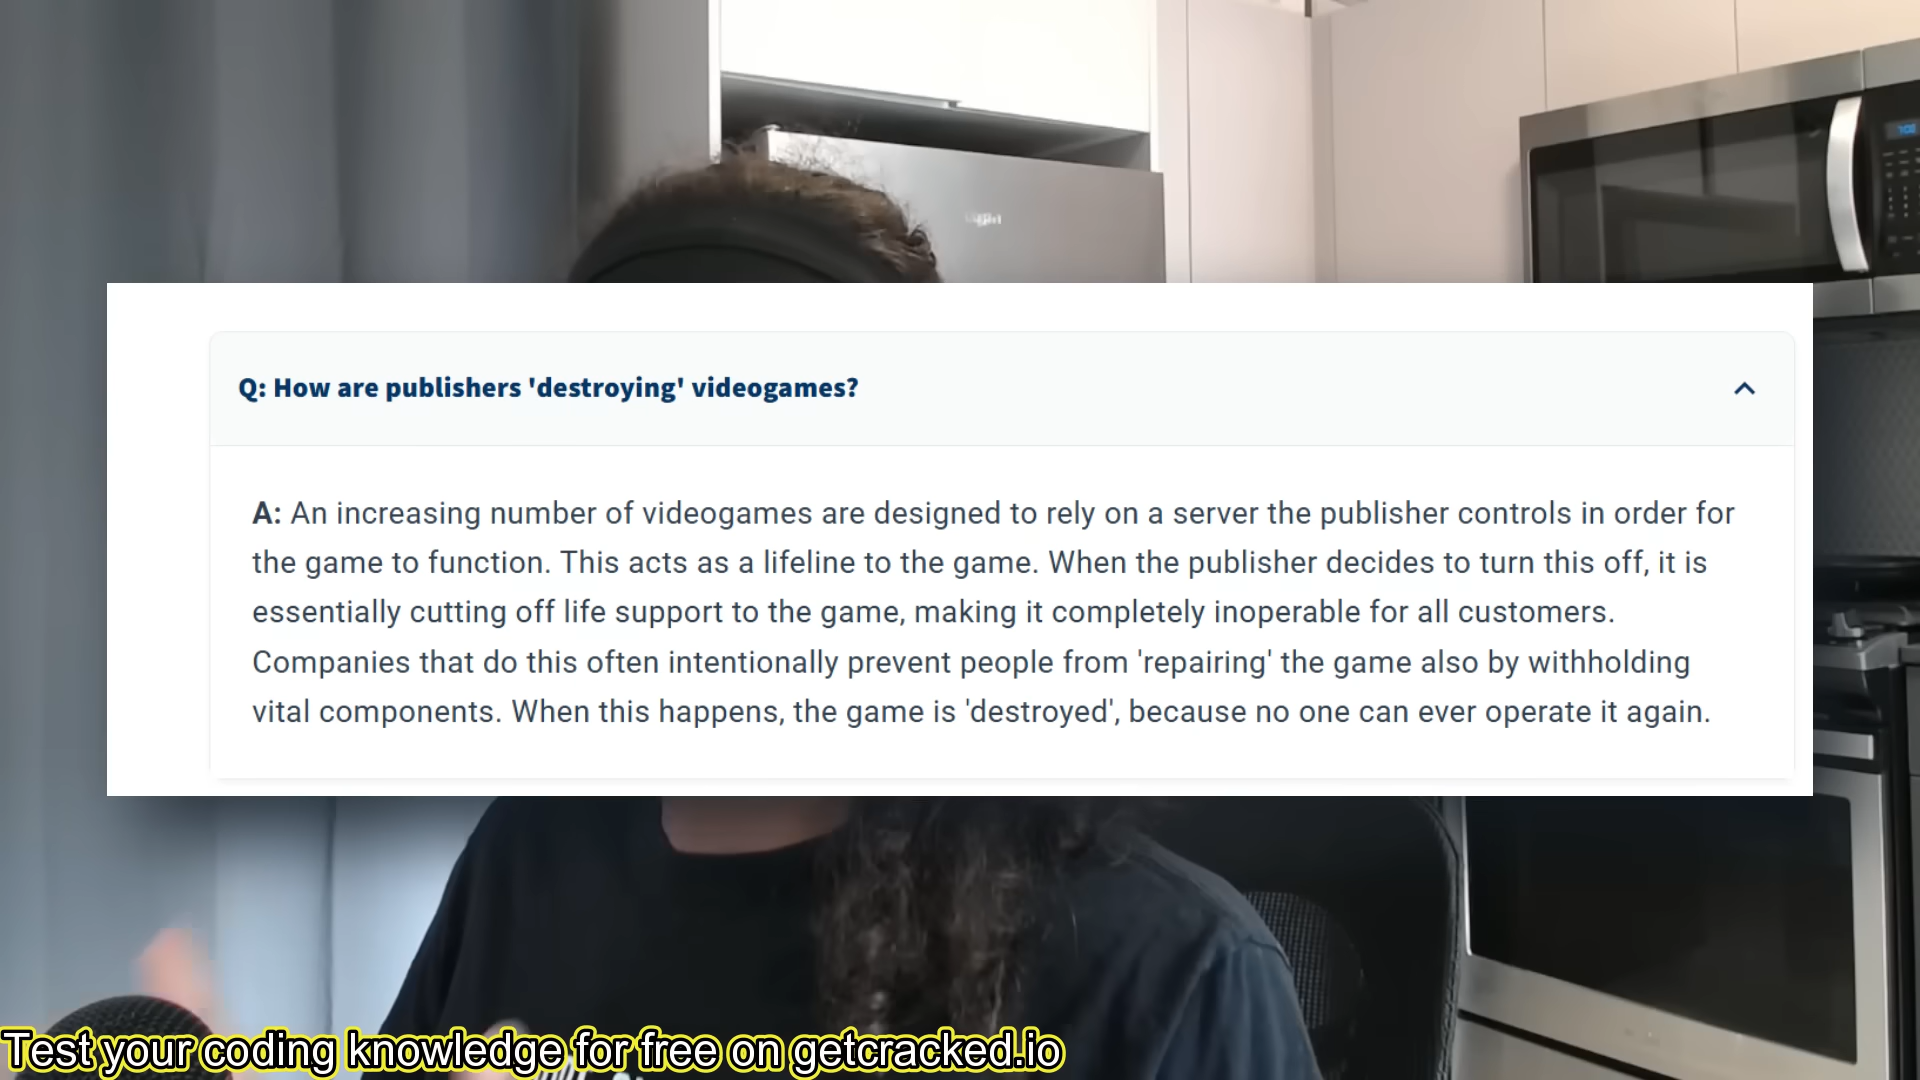 Q: How are publishers 'destroying' videogames?
A: An increasing number of videogames are designed to rely on a server the publisher controls in order for
the game to function. This acts as a lifeline to the game. When the publisher decides to turn this off, it is
essentially cutting off life support to the game, making it completely inoperable for all customers.
Companies that do this often intentionally prevent people from 'repairing' the game also by withholding
vital components. When this happens, the game is 'destroyed', because no one can ever operate it again.
Test your coding knowledge for free on getcracked.io